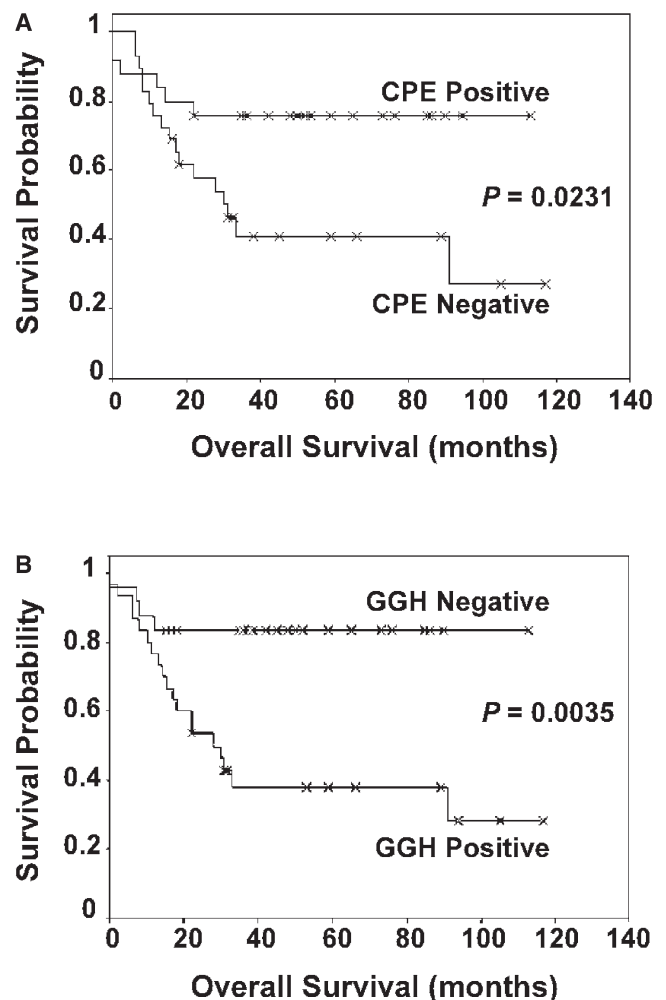 A
Survival Probability
1
0.8
0.6
0.4
0.2
0
CPE Positive
P = 0.0231
CPE Negative
0 20 40 60 80 100 120 140
Overall Survival (months)
B
Survival Probability
1
0.8
0.6
0.4
0.2
0
GGH Negative
P = 0.0035
GGH Positive
0 20 40 60 80 100 120 140
Overall Survival (months)